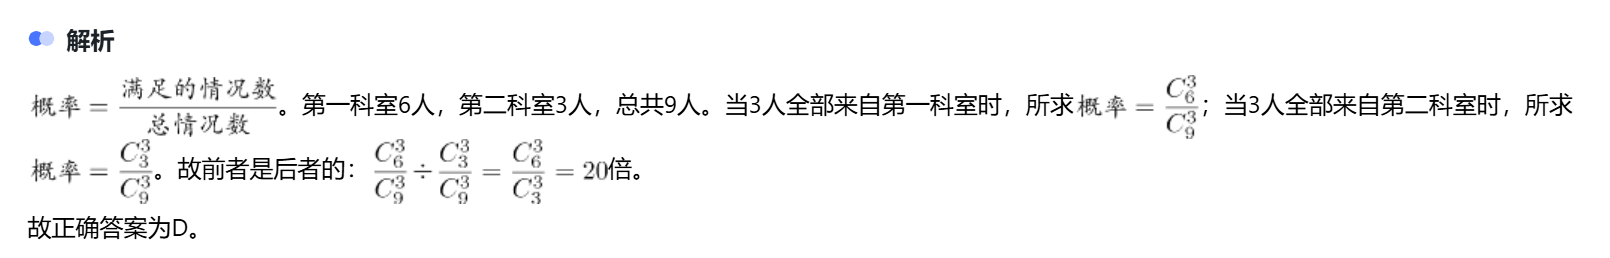 解析
概率 = \frac{满足的情况数}{总情况数}。第一科室6人，第二科室3人，总共9人。当3人全部来自第一科室时，所求概率 = \frac{C_6^3}{C_9^3}；当3人全部来自第二科室时，所求
概率 = \frac{C_3^3}{C_9^3}。故前者是后者的：\frac{C_6^3}{C_9^3} ÷ \frac{C_3^3}{C_9^3} = \frac{C_6^3}{C_3^3} = 20倍。
故正确答案为D。